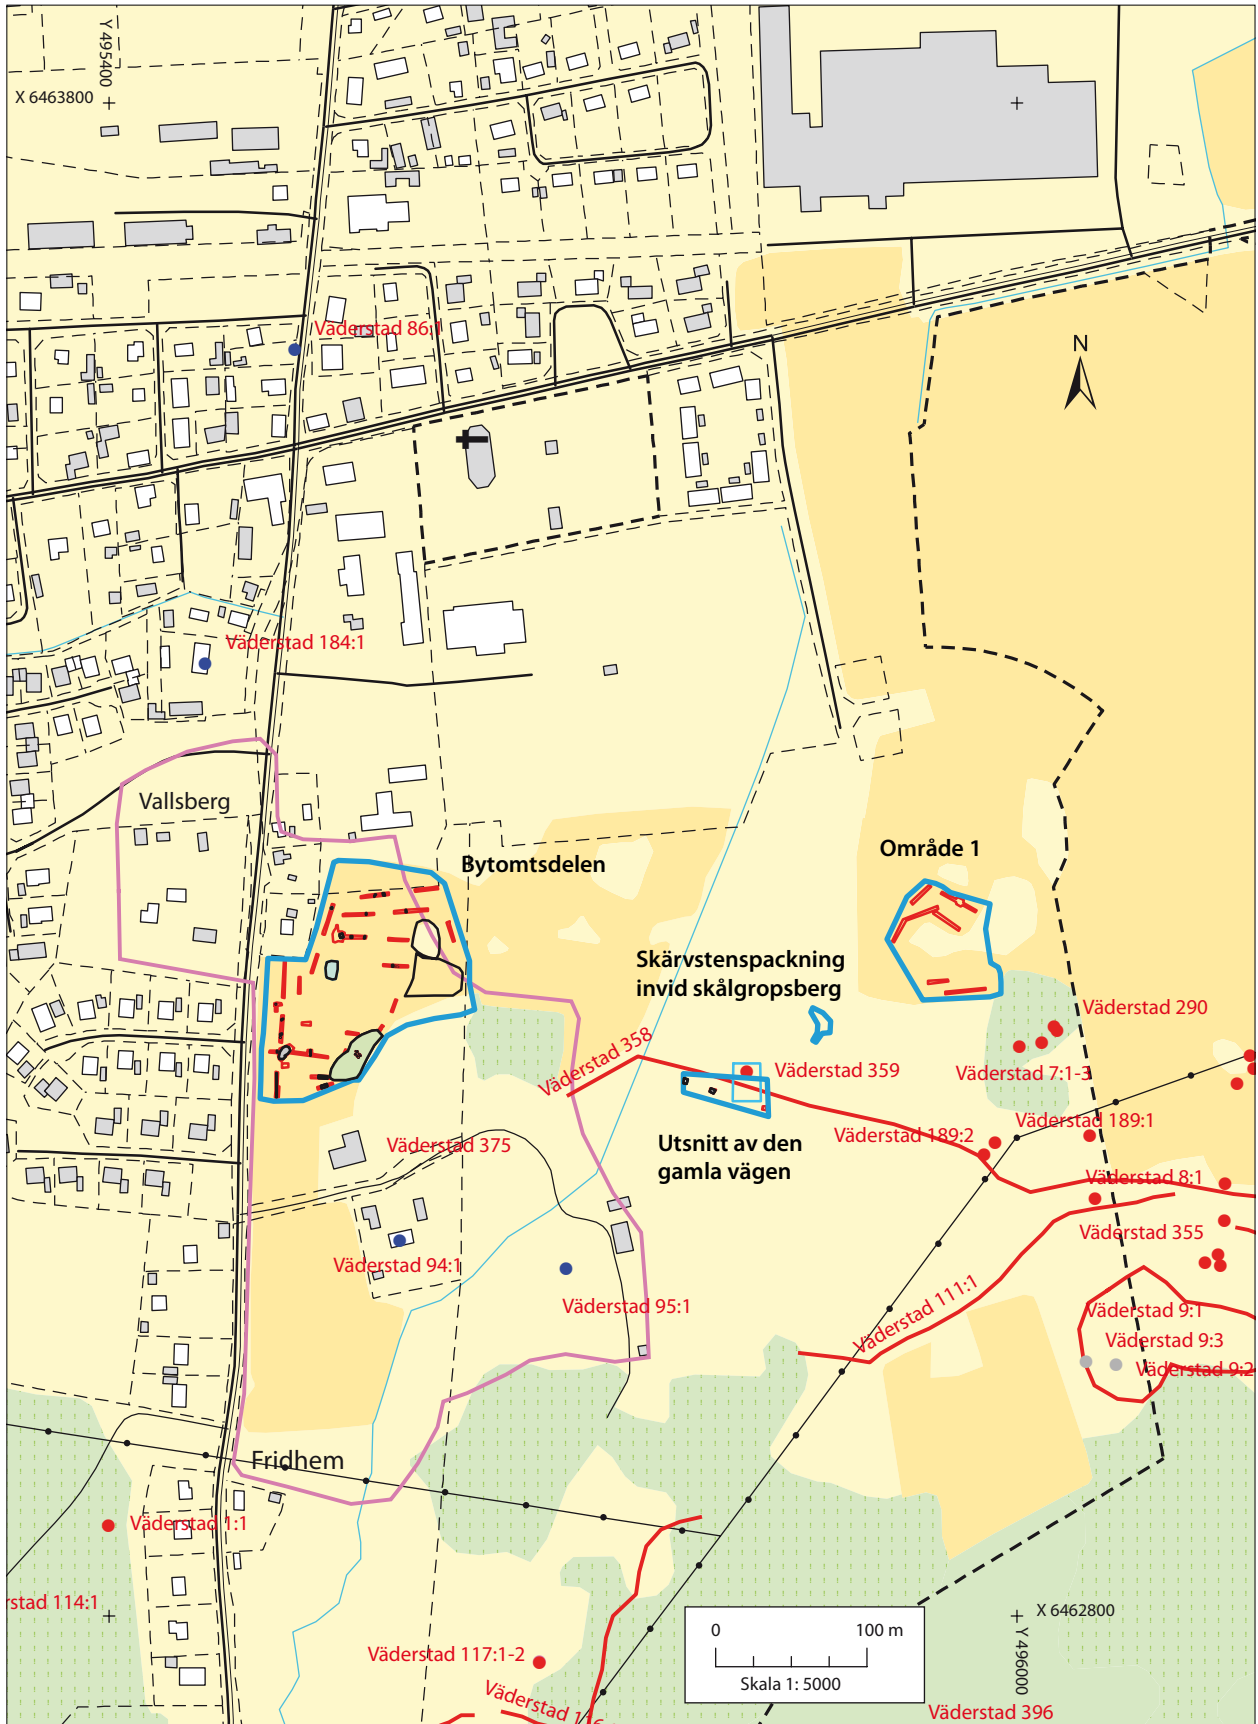 Y 495400
X 6463800
Väderstad 86:1
N
Väderstad 184:1
Vallsberg
Bytomtsdelen
Område 1
Skärvstenspackning
invid skålgropsberg
Väderstad 290
Väderstad 358
Väderstad 359
Väderstad 7:1-3
Väderstad 189:1
Väderstad 189:2
Utsnitt av den
gamla vägen
Väderstad 375
Väderstad 8:1
Väderstad 355
Väderstad 94:1
Väderstad 95:1
Väderstad 111:1
Väderstad 9:1
Väderstad 9:3
Väderstad 9:2
Fridhem
Väderstad 1:1
rstad 114:1
X 6462800
Y 496000
0 100 m
Skala 1: 5000
Väderstad 117:1-2
Väderstad 116
Väderstad 396